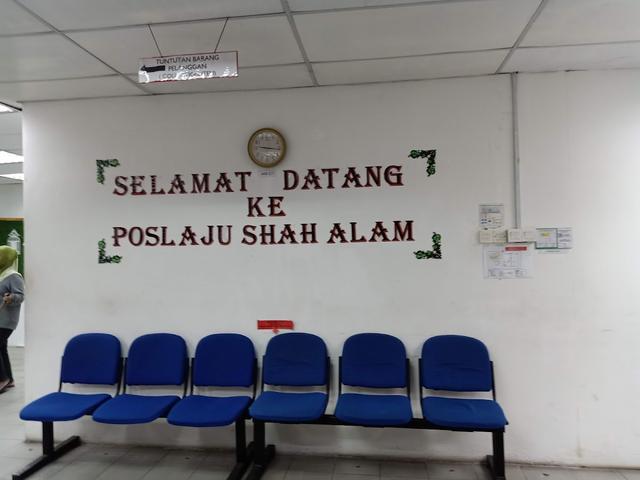 TUNTUTAN BARANG
PELANGGAN
SELAMAT DATANG
KE
POSLAJU SHAH ALAM